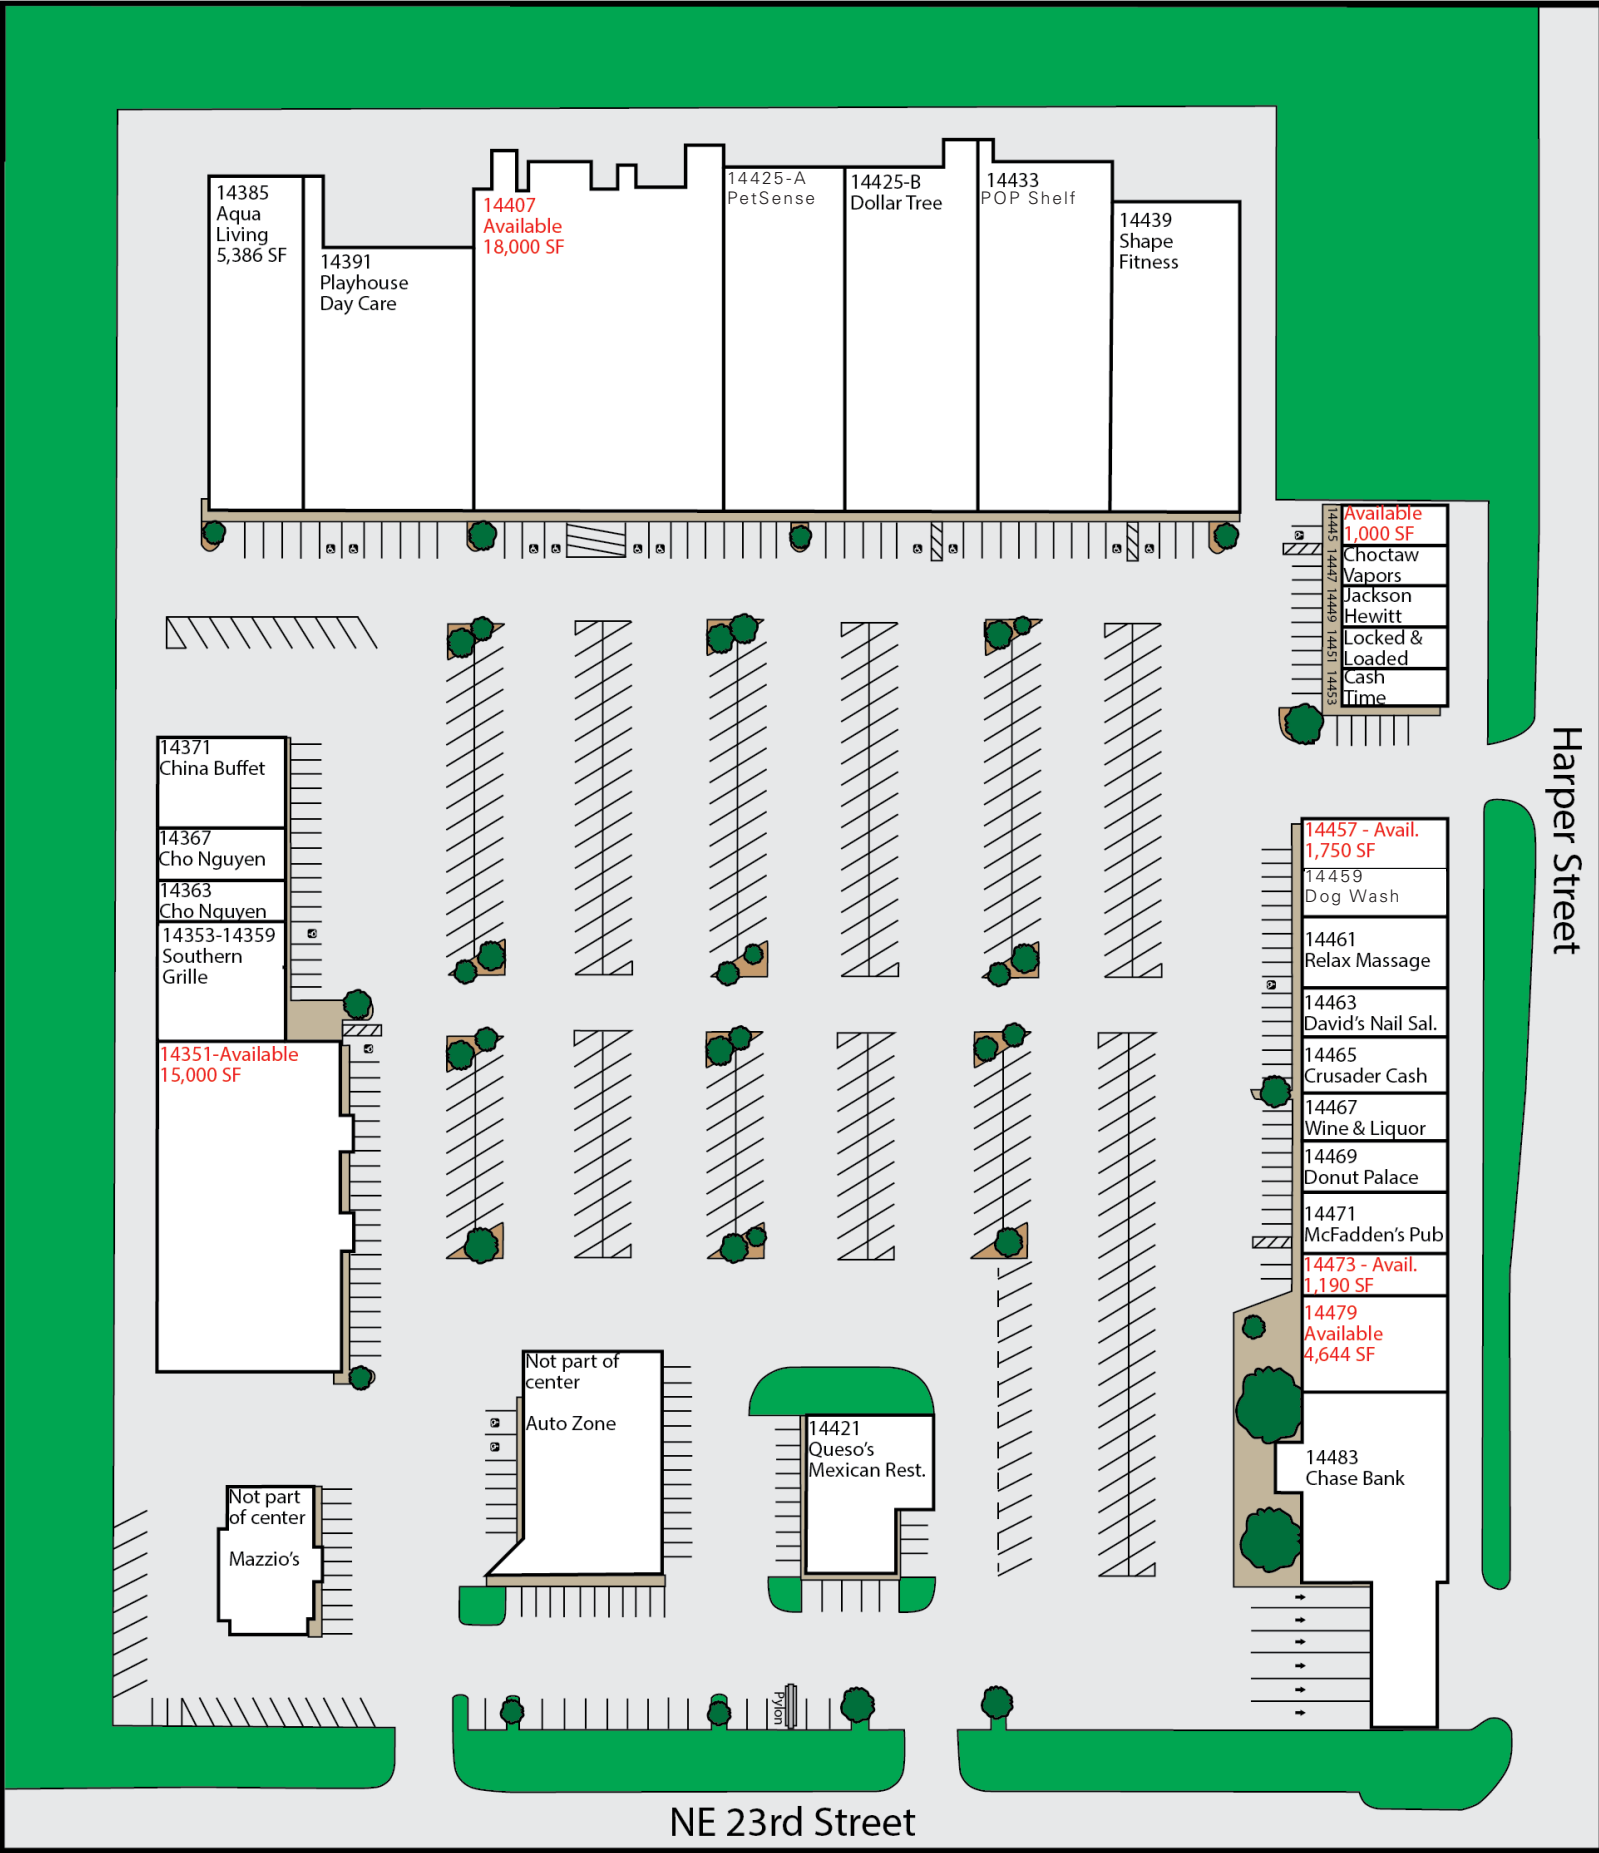 14385
Aqua
Living
5,386 SF
14391
Playhouse
Day Care
14407
Available
18,000 SF
14425-A
PetSense
14425-B
Dollar Tree
14433
POP Shelf
14439
Shape
Fitness
14445
Available
1,000 SF
14447
Choctaw
Vapors
14449
Jackson
Hewitt
14451
Locked &
Loaded
14453
Cash
Time
Harper Street
14371
China Buffet
14367
Cho Nguyen
14363
Cho Nguyen
14353-14359
Southern
Grille
14351-Available
15,000 SF
14457 - Avail.
1,750 SF
14459
Dog Wash
14461
Relax Massage
14463
David's Nail Sal.
14465
Crusader Cash
14467
Wine & Liquor
14469
Donut Palace
14471
McFadden's Pub
14473 - Avail.
1,190 SF
14479
Available
4,644 SF
14483
Chase Bank
Not part of
center
Auto Zone
14421
Queso's
Mexican Rest.
Not part
of center
Mazzio's
Pylon
NE 23rd Street